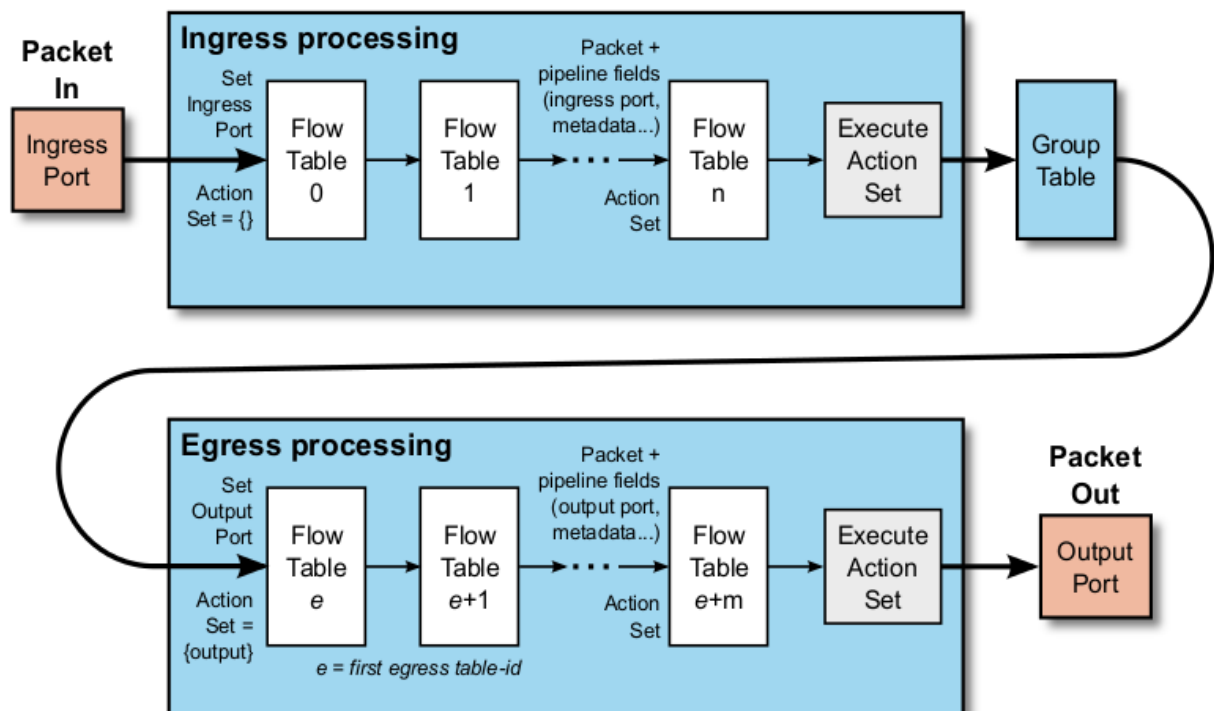 Packet
In
Ingress
Port
Ingress processing
Set
Ingress
Port
Action
Set = {}
Flow
Table
0
Flow
Table
1
Packet +
pipeline fields
(ingress port,
metadata...)
Action
Set
Flow
Table
n
Execute
Action
Set
Group
Table
Egress processing
Set
Output
Port
Action
Set =
{output}
Flow
Table
e
Flow
Table
e+1
e = first egress table-id
Packet +
pipeline fields
(output port,
metadata...)
Action
Set
Flow
Table
e+m
Execute
Action
Set
Packet
Out
Output
Port